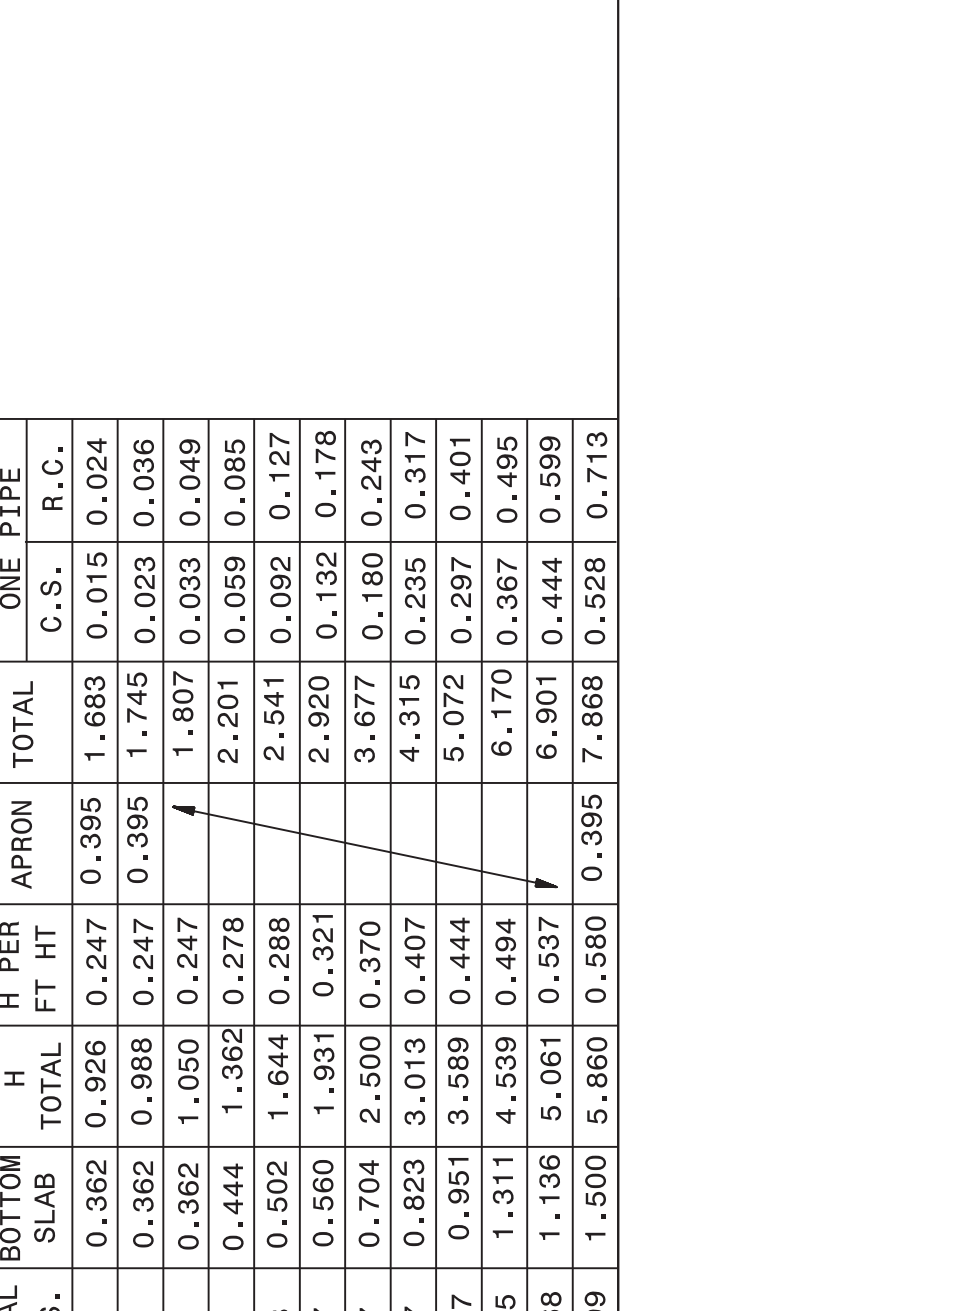 BOTTOM H H PER APRON TOTAL ONE PIPE
SLAB TOTAL FT HT C.S. R.C.
0.362 0.926 0.247 0.395 1.683 0.015 0.024
0.362 0.988 0.247 0.395 1.745 0.023 0.036
0.362 1.050 0.247 1.807 0.033 0.049
0.444 1.362 0.278 2.201 0.059 0.085
0.502 1.644 0.288 2.541 0.092 0.127
0.560 1.931 0.321 2.920 0.132 0.178
0.704 2.500 0.370 3.677 0.180 0.243
0.823 3.013 0.407 4.315 0.235 0.317
0.951 3.589 0.444 5.072 0.297 0.401
1.311 4.539 0.494 6.170 0.367 0.495
1.136 5.061 0.537 6.901 0.444 0.599
1.500 5.860 0.580 0.395 7.868 0.528 0.713